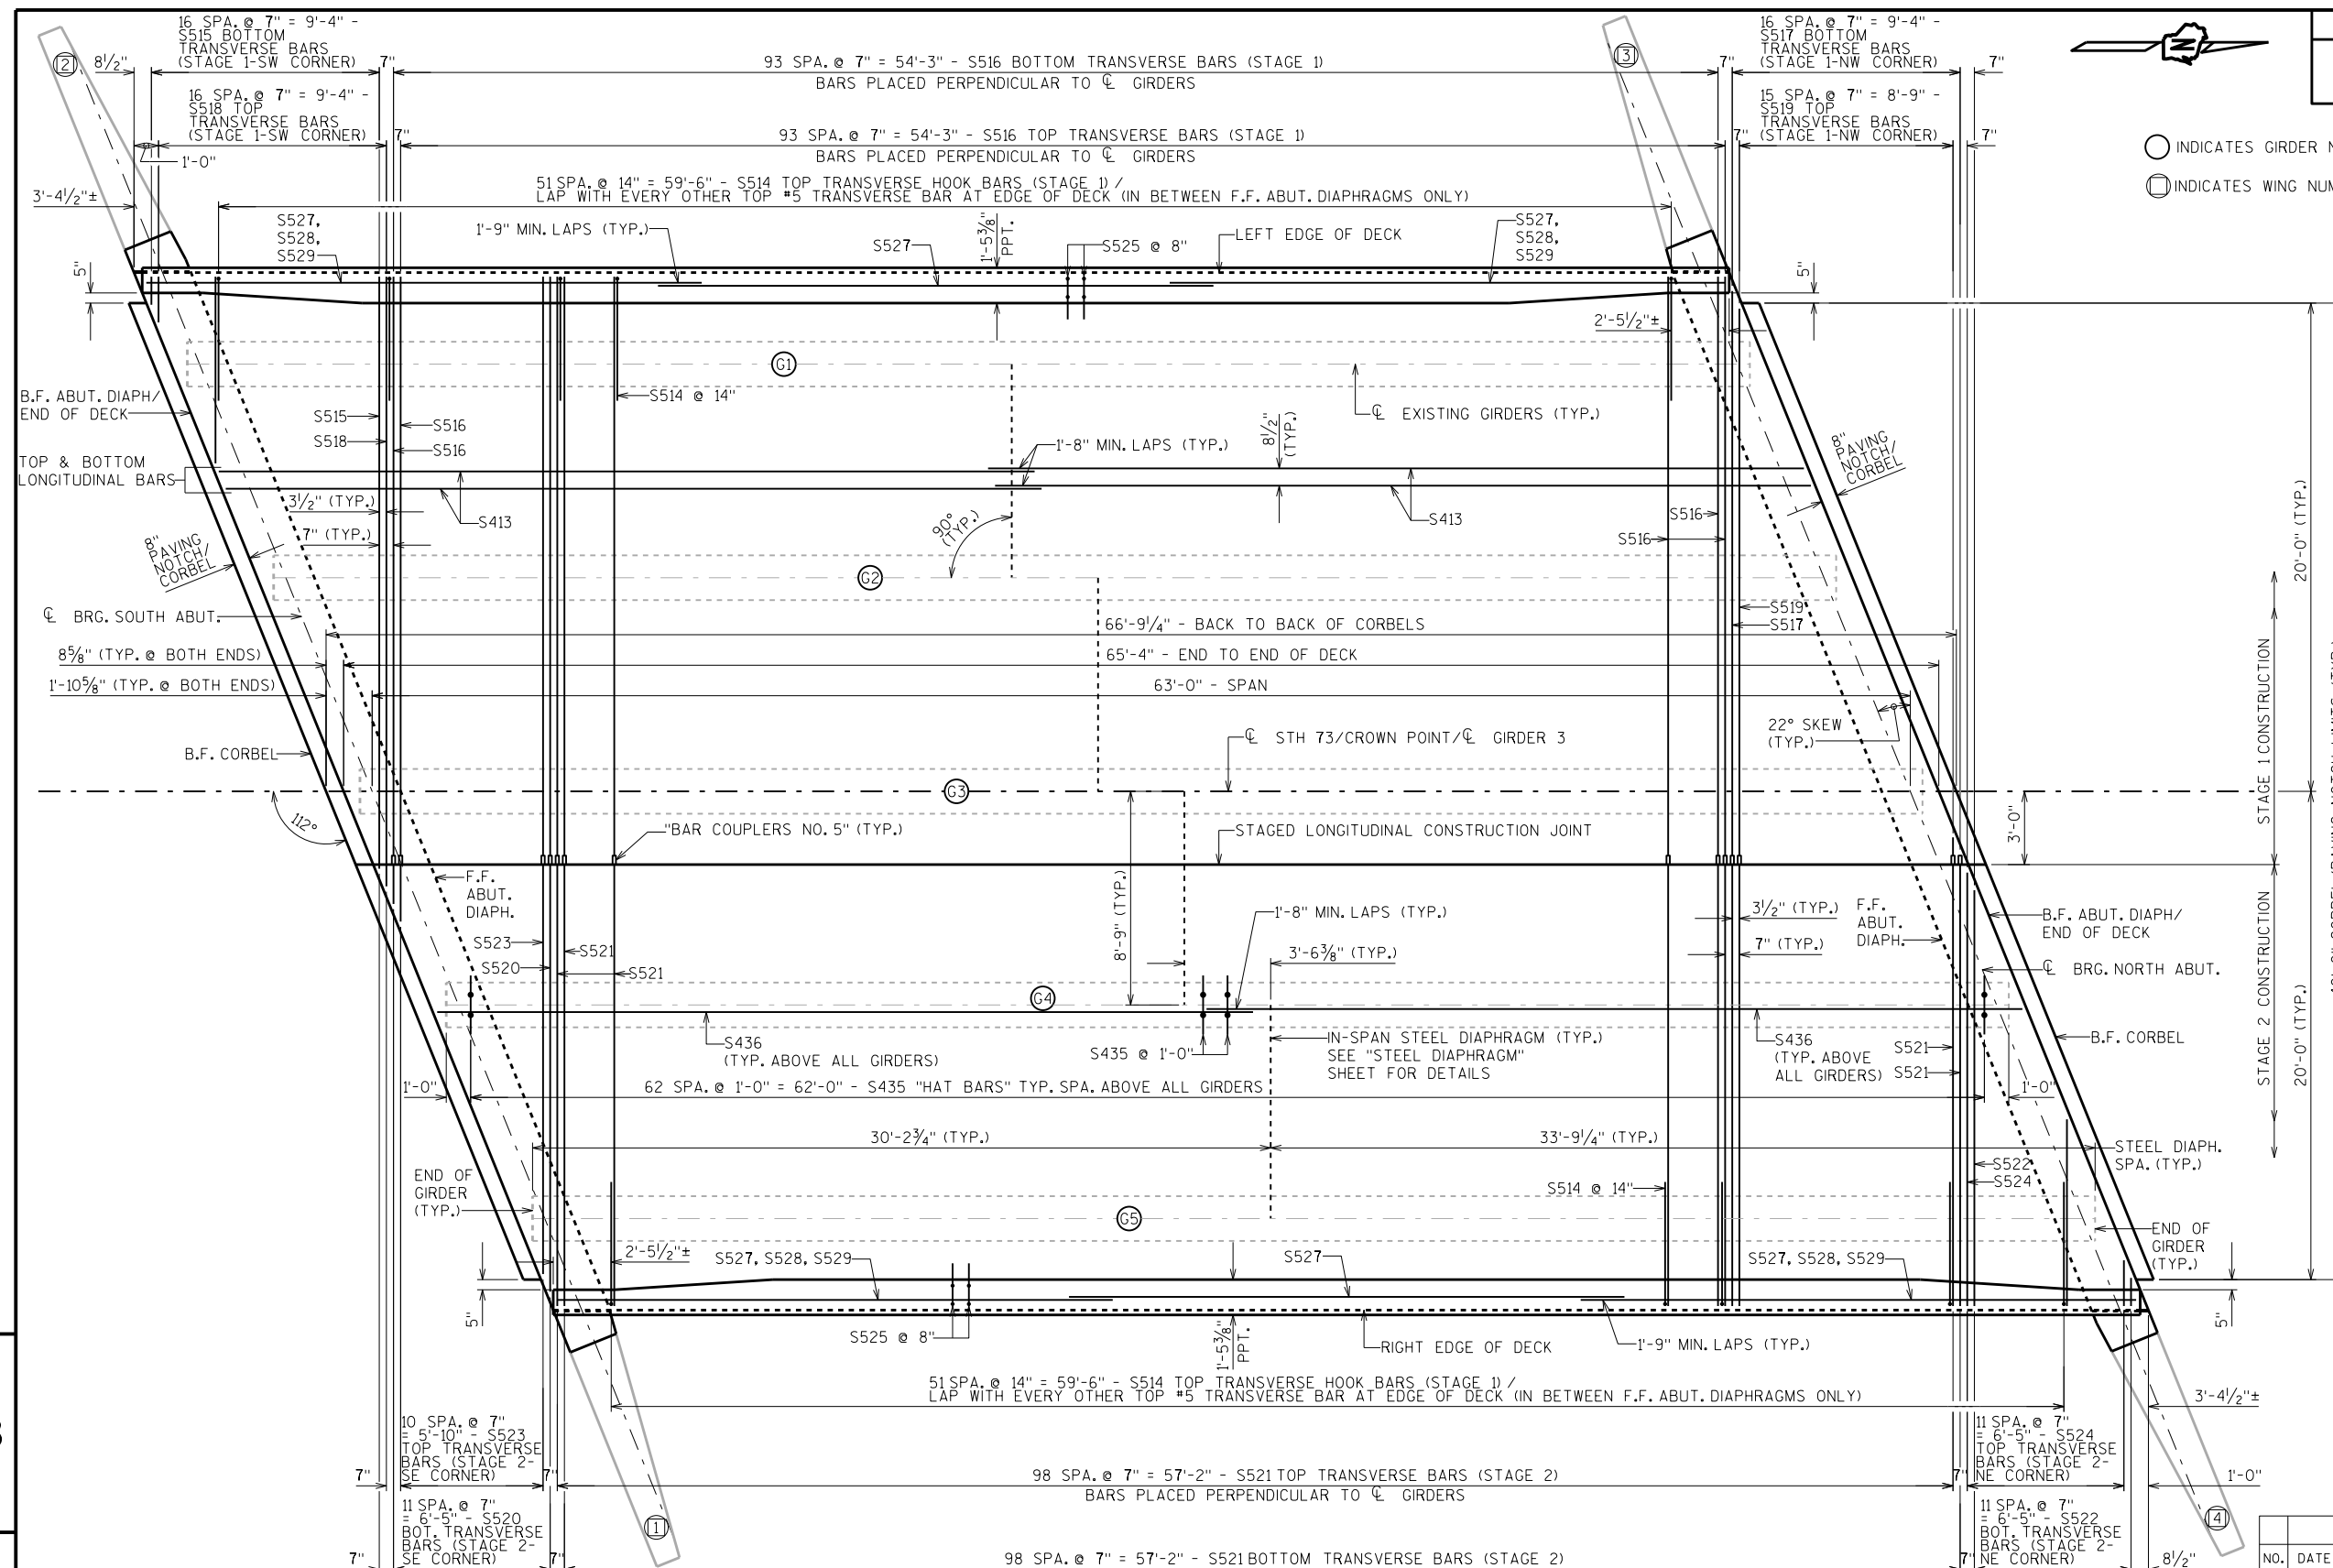 16 SPA. @ 7" = 9'-4" -
S515 BOTTOM
TRANSVERSE BARS
(STAGE 1-SW CORNER)
8½"
7"
93 SPA. @ 7" = 54'-3" - S516 BOTTOM TRANSVERSE BARS (STAGE 1)
BARS PLACED PERPENDICULAR TO ℄ GIRDERS
7"
16 SPA. @ 7" = 9'-4" -
S517 BOTTOM
TRANSVERSE BARS
(STAGE 1-NW CORNER)
7"
2
3
N
16 SPA. @ 7" = 9'-4" -
S518 TOP
TRANSVERSE BARS
(STAGE 1-SW CORNER)
7"
1'-0"
93 SPA. @ 7" = 54'-3" - S516 TOP TRANSVERSE BARS (STAGE 1)
BARS PLACED PERPENDICULAR TO ℄ GIRDERS
15 SPA. @ 7" = 8'-9" -
S519 TOP
TRANSVERSE BARS
(STAGE 1-NW CORNER)
7"
7"
INDICATES GIRDER
INDICATES WING
3'-4½"±
51 SPA. @ 14" = 59'-6" - S514 TOP TRANSVERSE HOOK BARS (STAGE 1) /
LAP WITH EVERY OTHER TOP #5 TRANSVERSE BAR AT EDGE OF DECK (IN BETWEEN F.F. ABUT. DIAPHRAGMS ONLY)
S527,
S528,
S529
1'-9" MIN. LAPS (TYP.)
S527
1'-5⅜"
PPT.
S525 @ 8"
LEFT EDGE OF DECK
S527,
S528,
S529
5"
5"
2'-5½"±
G1
B.F. ABUT. DIAPH/
END OF DECK
S514 @ 14"
℄ EXISTING GIRDERS (TYP.)
S515
S516
S518
S516
1'-8" MIN. LAPS (TYP.)
8½"
(TYP.)
8"
PAVING
NOTCH/
CORBEL
TOP & BOTTOM
LONGITUDINAL BARS
3½" (TYP.)
S413
S413
90°
(TYP.)
S516
S516
7" (TYP.)
8"
PAVING
NOTCH/
CORBEL
20'-0" (TYP.)
G2
℄ BRG. SOUTH ABUT.
S519
S517
66'-9¼" - BACK TO BACK OF CORBELS
8⅝" (TYP. @ BOTH ENDS)
65'-4" - END TO END OF DECK
1'-10⅝" (TYP. @ BOTH ENDS)
63'-0" - SPAN
STAGE 1 CONSTRUCTION
B.F. CORBEL
℄ STH 73/CROWN POINT/℄ GIRDER 3
22° SKEW
(TYP.)
G3
112°
"BAR COUPLERS NO. 5" (TYP.)
STAGED LONGITUDINAL CONSTRUCTION JOINT
3'-0"
F.F.
ABUT.
DIAPH.
8'-9" (TYP.)
1'-8" MIN. LAPS (TYP.)
3½" (TYP.)
F.F.
ABUT.
DIAPH.
B.F. ABUT. DIAPH/
END OF DECK
S523
S521
S520
S521
3'-6⅜" (TYP.)
7" (TYP.)
℄ BRG. NORTH ABUT.
STAGE 2 CONSTRUCTION
20'-0" (TYP.)
G4
S436
(TYP. ABOVE ALL GIRDERS)
S435 @ 1'-0"
IN-SPAN STEEL DIAPHRAGM (TYP.)
SEE "STEEL DIAPHRAGM"
SHEET FOR DETAILS
S436
(TYP. ABOVE
ALL GIRDERS)
S521
S521
B.F. CORBEL
1'-0"
62 SPA. @ 1'-0" = 62'-0" - S435 "HAT BARS" TYP. SPA. ABOVE ALL GIRDERS
1'-0"
30'-2¾" (TYP.)
33'-9¼" (TYP.)
STEEL DIAPH.
SPA. (TYP.)
END OF
GIRDER
(TYP.)
S514 @ 14"
S522
S524
G5
2'-5½"±
S527, S528, S529
S527
S527, S528, S529
END OF
GIRDER
(TYP.)
5"
5"
S525 @ 8"
1'-5⅜"
PPT.
RIGHT EDGE OF DECK
1'-9" MIN. LAPS (TYP.)
51 SPA. @ 14" = 59'-6" - S514 TOP TRANSVERSE HOOK BARS (STAGE 1) /
LAP WITH EVERY OTHER TOP #5 TRANSVERSE BAR AT EDGE OF DECK (IN BETWEEN F.F. ABUT. DIAPHRAGMS ONLY)
3'-4½"±
10 SPA. @ 7"
= 5'-10" - S523
TOP TRANSVERSE
BARS (STAGE 2-
SE CORNER)
7"
7"
98 SPA. @ 7" = 57'-2" - S521 TOP TRANSVERSE BARS (STAGE 2)
BARS PLACED PERPENDICULAR TO ℄ GIRDERS
7"
11 SPA. @ 7"
= 6'-5" - S524
TOP TRANSVERSE
BARS (STAGE 2-
NE CORNER)
1'-0"
1
4
11 SPA. @ 7"
= 6'-5" - S520
BOT. TRANSVERSE
BARS (STAGE 2-
SE CORNER)
7"
7"
98 SPA. @ 7" = 57'-2" - S521 BOTTOM TRANSVERSE BARS (STAGE 2)
7"
11 SPA. @ 7"
= 6'-5" - S522
BOT. TRANSVERSE
BARS (STAGE 2-
NE CORNER)
8½"
NO. DATE